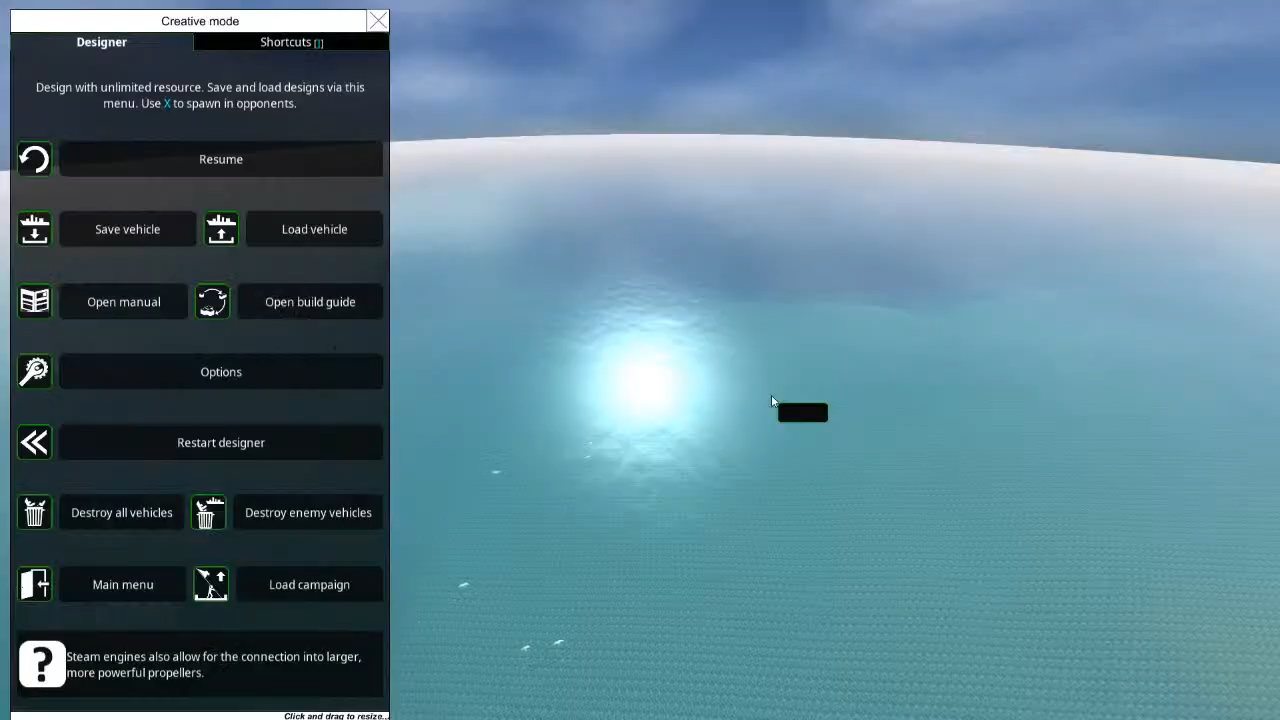 Creative mode
Designer
Shortcuts []
Design with unlimited resource. Save and load designs via this
menu. Use X to spawn in opponents.
Resume
Save vehicle
Load vehicle
Open manual
Open build guide
Options
Restart designer
Destroy all vehicles
Destroy enemy vehicles
Main menu
Load campaign
?
Steam engines also allow for the connection into larger,
more powerful propellers.
Click and drag to resize...